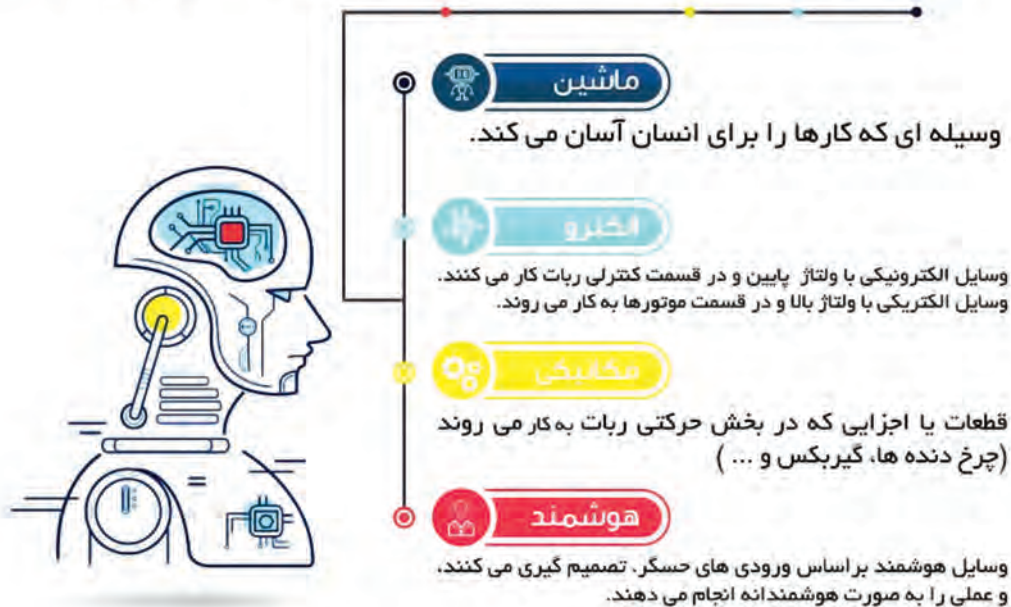 ماشین
وسیله ای که کارها را برای انسان آسان می کند.
الکترو
وسایل الکترونیکی با ولتاژ پایین و در قسمت کنترلی ربات کار می کنند.
وسایل الکتریکی با ولتاژ بالا و در قسمت موتورها به کار می روند.
مکانیکی
قطعات یا اجزایی که در بخش حرکتی ربات به کار می روند
(چرخ دنده ها، گیربکس و ... )
هوشمند
وسایل هوشمند براساس ورودی های حسگر، تصمیم گیری می کنند،
و عملی را به صورت هوشمندانه انجام می دهند.